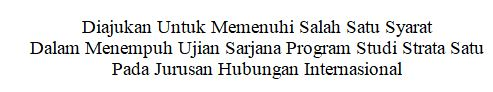 Diajukan Untuk Memenuhi Salah Satu Syarat
Dalam Menempuh Ujian Sarjana Program Studi Strata Satu
Pada Jurusan Hubungan Internasional